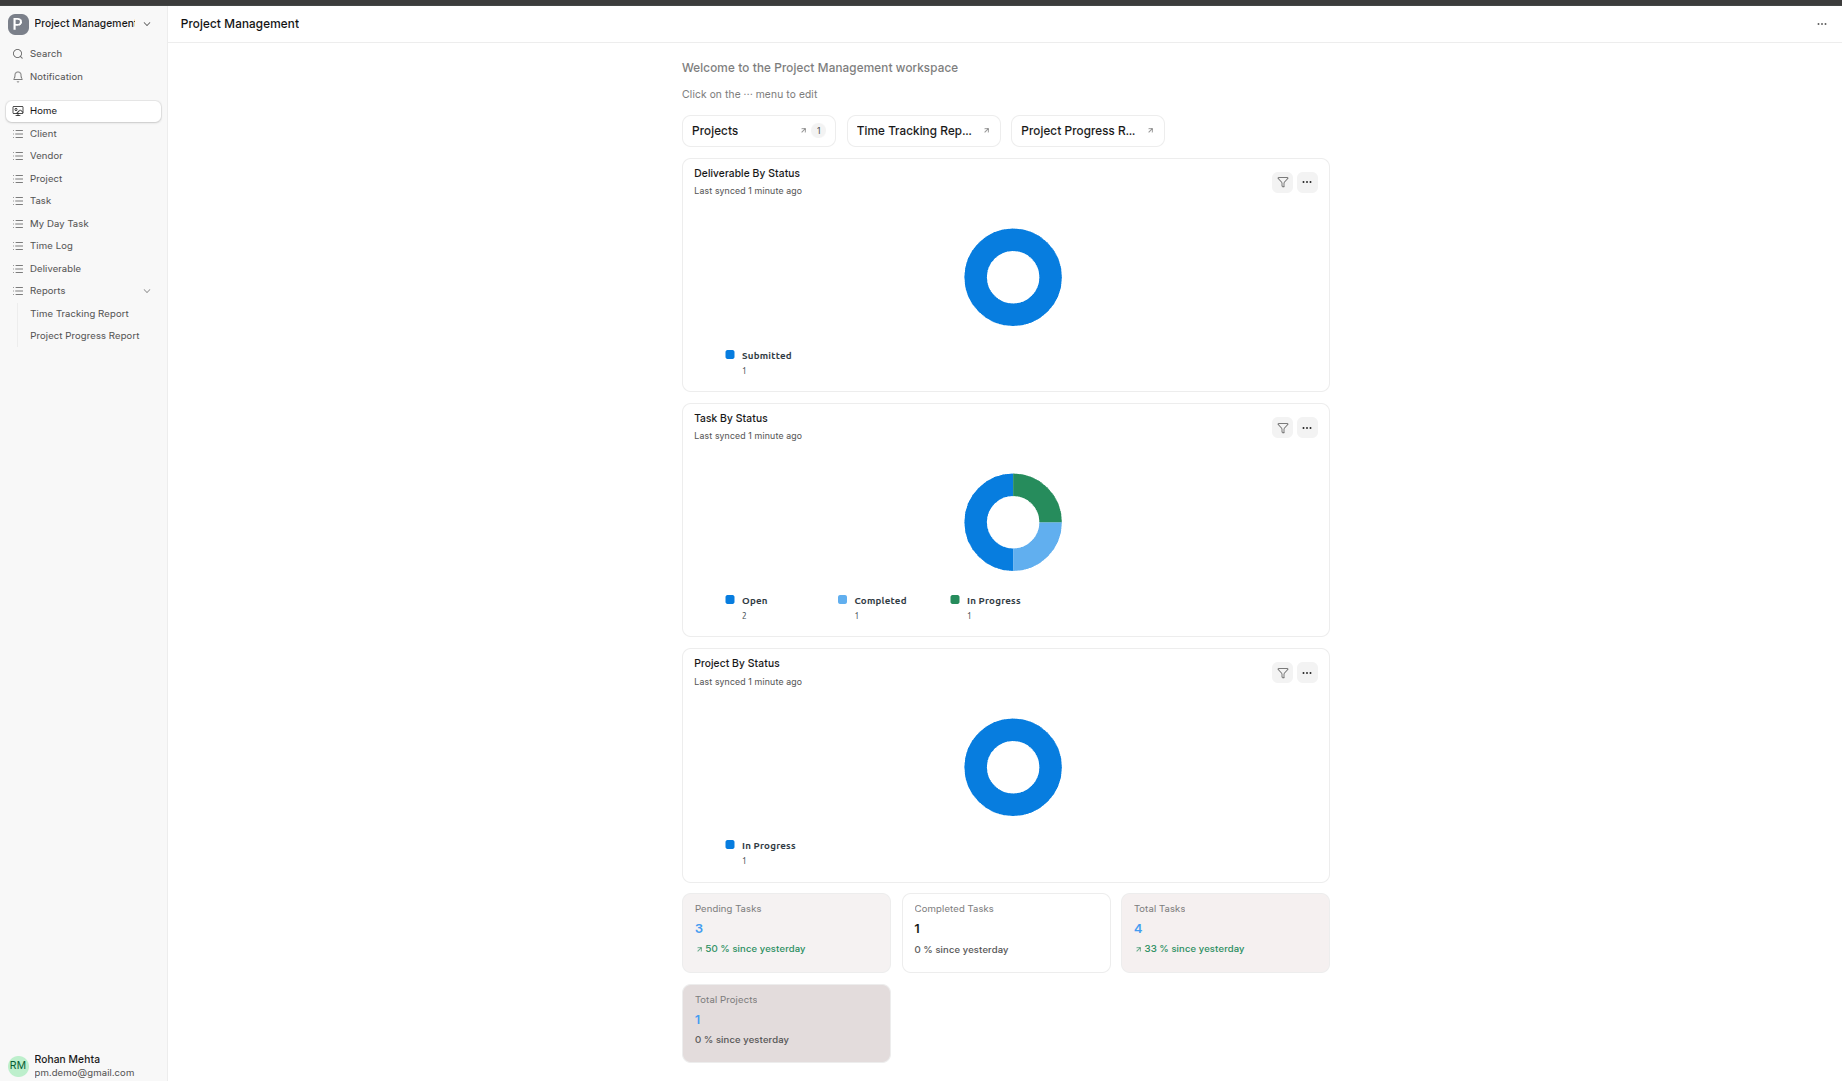 P Project Management
Search
Notification
Home
Client
Vendor
Project
Task
My Day Task
Time Log
Deliverable
Reports
Time Tracking Report
Project Progress Report
RM Rohan Mehta
pm.demo@gmail.com
Project Management
Welcome to the Project Management workspace
Click on the ··· menu to edit
Projects 1
Time Tracking Rep...
Project Progress R...
Deliverable By Status
Last synced 1 minute ago
Submitted
1
Task By Status
Last synced 1 minute ago
Open Completed In Progress
2 1 1
Project By Status
Last synced 1 minute ago
In Progress
1
Pending Tasks
3
50 % since yesterday
Completed Tasks
1
0 % since yesterday
Total Tasks
4
33 % since yesterday
Total Projects
1
0 % since yesterday